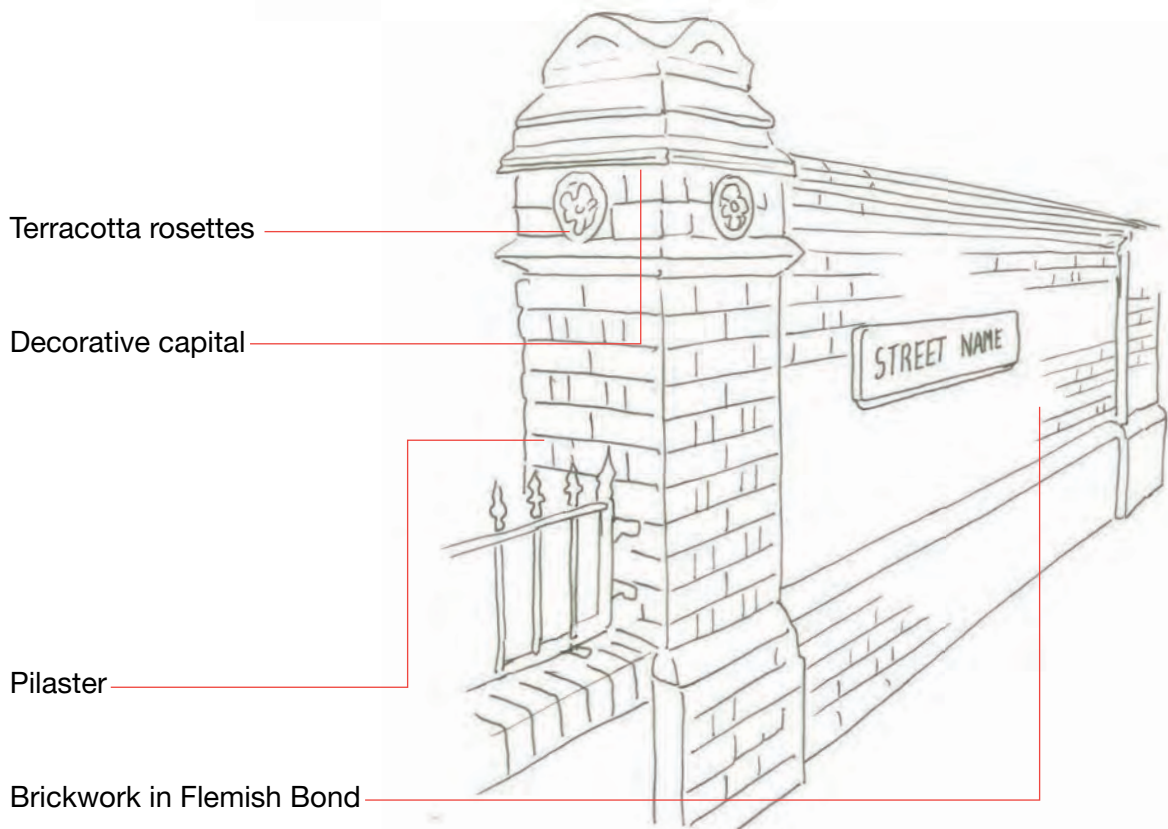 Terracotta rosettes
Decorative capital
STREET NAME
Pilaster
Brickwork in Flemish Bond